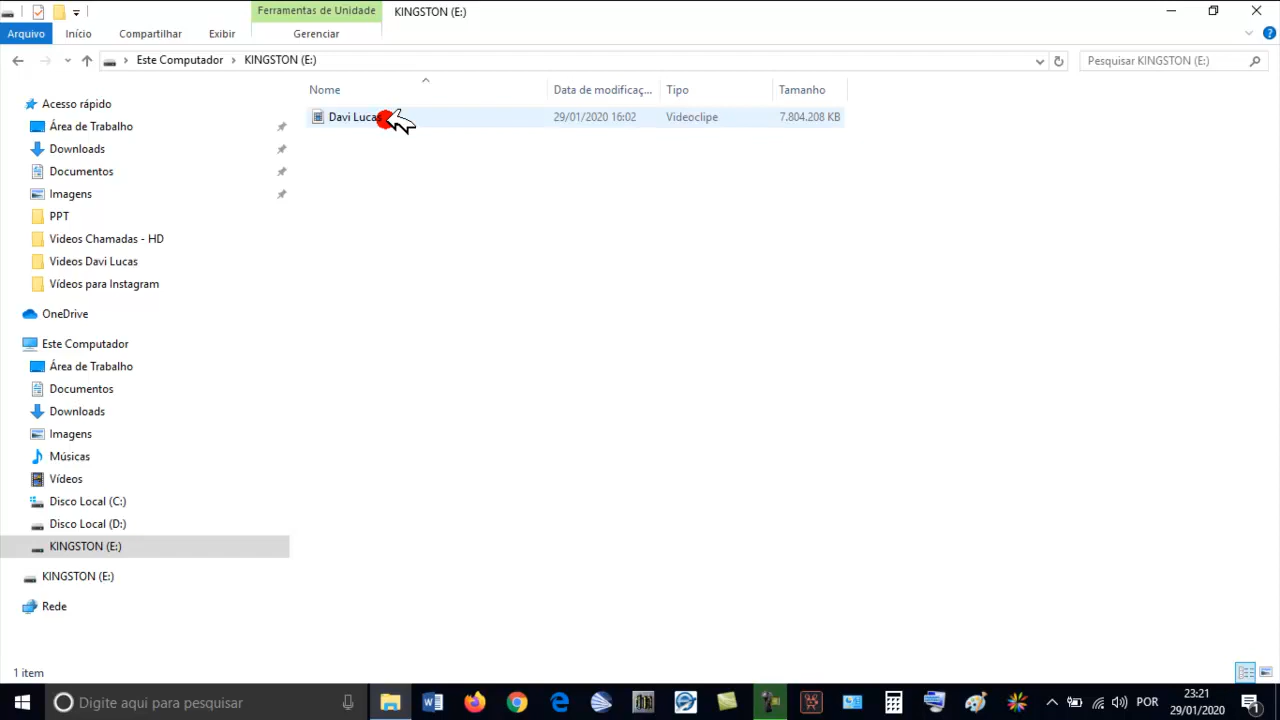 Ferramentas de Unidade
KINGSTON (E:)
Arquivo
Início
Compartilhar
Exibir
Gerenciar
Este Computador
KINGSTON (E:)
Pesquisar KINGSTON (E:)
Nome
Data de modificaç...
Tipo
Tamanho
Davi Lucas
29/01/2020 16:02
Videoclipe
7.804.208 KB
Acesso rápido
Área de Trabalho
Downloads
Documentos
Imagens
PPT
Videos Chamadas - HD
Videos Davi Lucas
Vídeos para Instagram
OneDrive
Este Computador
Área de Trabalho
Documentos
Downloads
Imagens
Músicas
Vídeos
Disco Local (C:)
Disco Local (D:)
KINGSTON (E:)
KINGSTON (E:)
Rede
1 item
Digite aqui para pesquisar
POR
23:21
29/01/2020
1